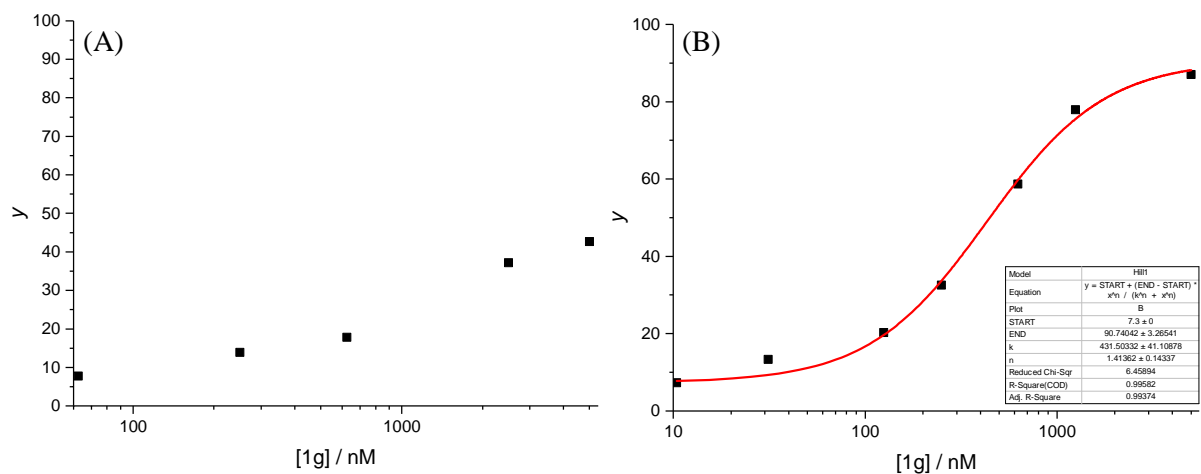 (A)
100
90
80
70
60
50
40
30
20
10
0
y
100
1000
[1g] / nM
(B)
100
80
60
40
20
0
y
10
100
1000
[1g] / nM
Model Hill1
Equation y = START + (END - START) * x^n / (k^n + x^n)
Plot B
START 7.3 ± 0
END 90.74042 ± 3.26541
k 431.50332 ± 41.10878
n 1.41362 ± 0.14337
Reduced Chi-Sqr 6.45894
R-Square(COD) 0.99582
Adj. R-Square 0.99374